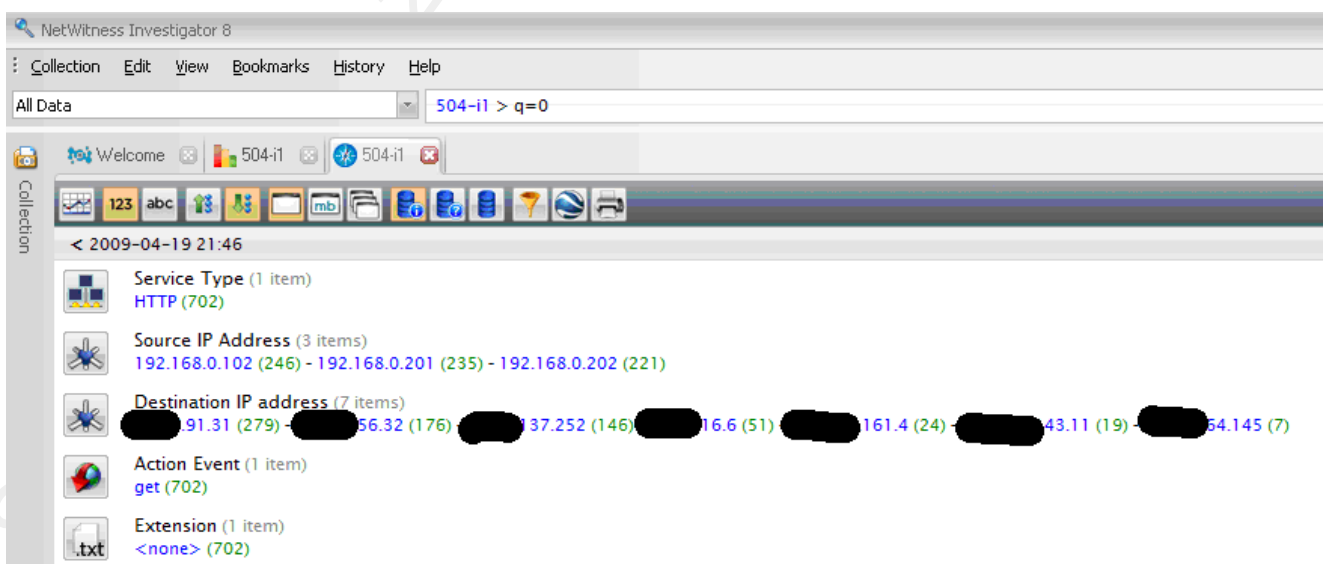 NetWitness Investigator 8
Collection Edit View Bookmarks History Help
All Data 504-i1 > q=0
Welcome 504-i1 504-i1
Collection
123 abc mb
< 2009-04-19 21:46
Service Type (1 item)
HTTP (702)
Source IP Address (3 items)
192.168.0.102 (246) - 192.168.0.201 (235) - 192.168.0.202 (221)
Destination IP address (7 items)
.91.31 (279) - 56.32 (176) - 137.252 (146) 16.6 (51) 161.4 (24) - 43.11 (19) - 54.145 (7)
Action Event (1 item)
get (702)
Extension (1 item)
.txt <none> (702)